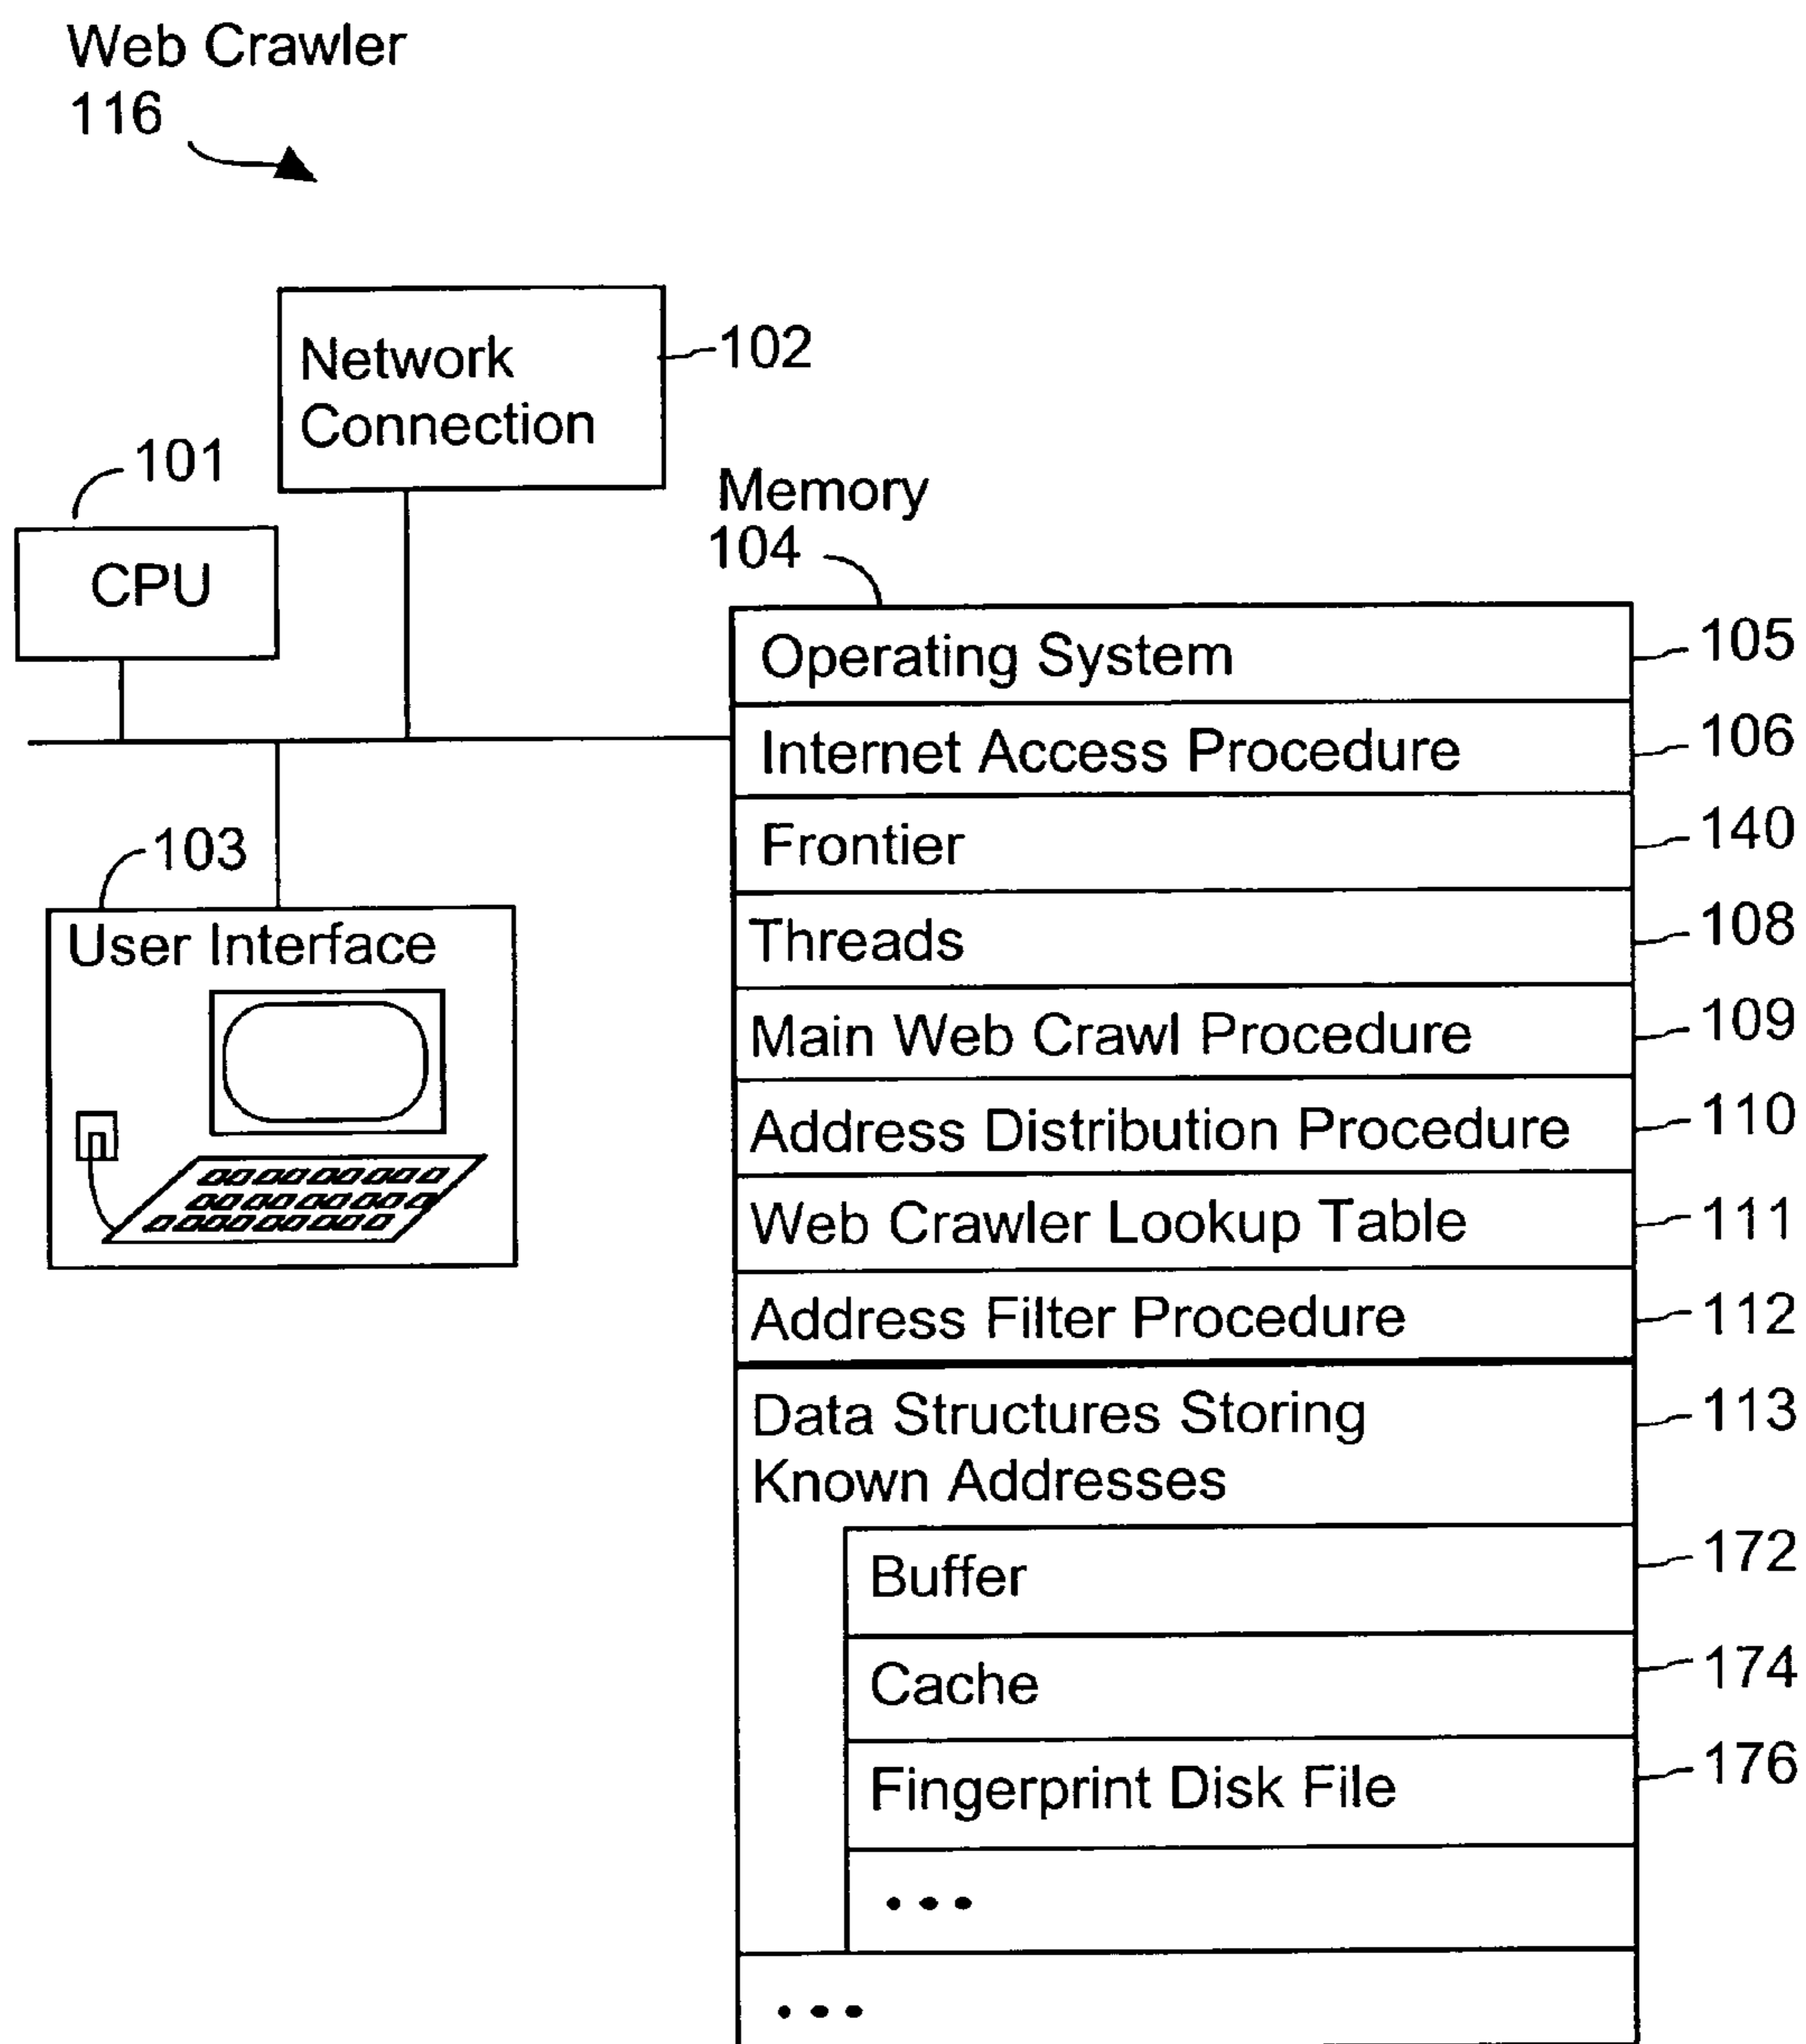 Web Crawler
116
Network
Connection
102
101
CPU
Memory
104
Operating System
105
Internet Access Procedure
106
Frontier
140
Threads
108
Main Web Crawl Procedure
109
Address Distribution Procedure
110
Web Crawler Lookup Table
111
Address Filter Procedure
112
Data Structures Storing
Known Addresses
113
Buffer
172
Cache
174
Fingerprint Disk File
176
• • •
• • •
103
User Interface